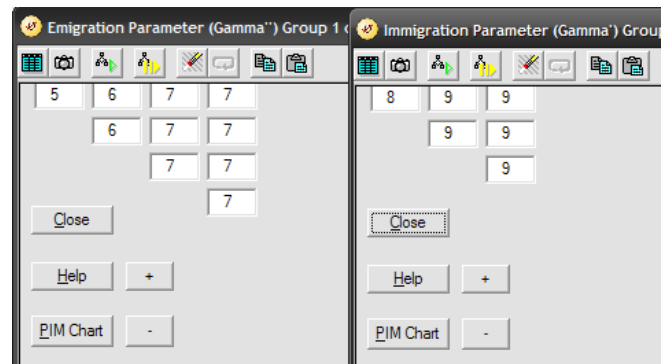 Emigration Parameter (Gamma'') Group 1
5 6 7 7
6 7 7
7 7
7
Close
Help +
PIM Chart -
Immigration Parameter (Gamma') Group
8 9 9
9 9
9
Close
Help +
PIM Chart -